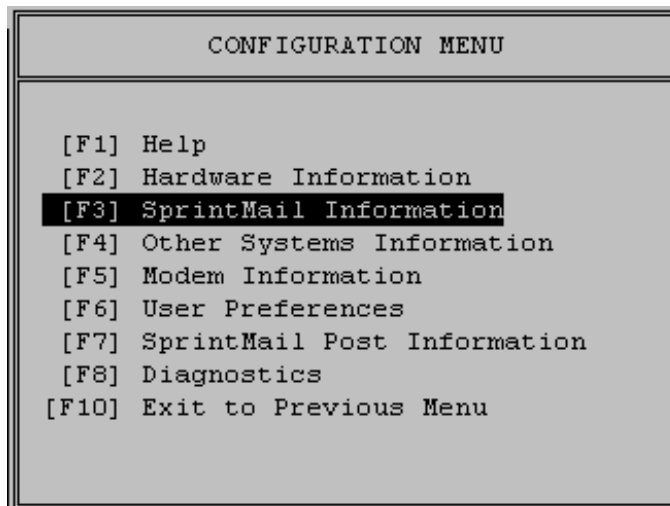 CONFIGURATION MENU
[F1] Help
[F2] Hardware Information
[F3] SprintMail Information
[F4] Other Systems Information
[F5] Modem Information
[F6] User Preferences
[F7] SprintMail Post Information
[F8] Diagnostics
[F10] Exit to Previous Menu